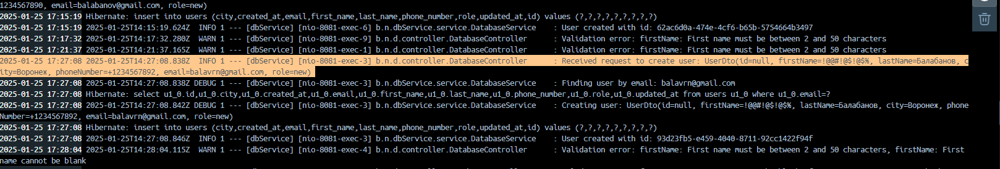 1234567890, email=balabanov@gmail.com, role=new)
2025-01-25 17:15:19 Hibernate: insert into users (city,created_at,email,first_name,last_name,phone_number,role,updated_at,id) values (?,?,?,?,?,?,?,?,?)
2025-01-25 17:15:19 2025-01-25T14:15:19.624Z  INFO 1 --- [dbService] [nio-8081-exec-6] b.n.dbService.service.DatabaseService    : User created with id: 62ac6d0a-474e-4cf6-b65b-5754664b3497
2025-01-25 17:17:32 2025-01-25T14:17:32.280Z  WARN 1 --- [dbService] [nio-8081-exec-9] b.n.d.controller.DatabaseController      : Validation error: firstName: First name must be between 2 and 50 characters
2025-01-25 17:21:37 2025-01-25T14:21:37.165Z  WARN 1 --- [dbService] [nio-8081-exec-1] b.n.d.controller.DatabaseController      : Validation error: firstName: First name must be between 2 and 50 characters
2025-01-25 17:27:08 2025-01-25T14:27:08.838Z  INFO 1 --- [dbService] [nio-8081-exec-3] b.n.d.controller.DatabaseController      : Received request to create user: UserDto(id=null, firstName=!@@#!@$!@$%, lastName=Балабанов, c
ity=Воронеж, phoneNumber=+1234567892, email=balavrn@gmail.com, role=new)
2025-01-25 17:27:08 2025-01-25T14:27:08.838Z DEBUG 1 --- [dbService] [nio-8081-exec-3] b.n.dbService.service.DatabaseService    : Finding user by email: balavrn@gmail.com
2025-01-25 17:27:08 Hibernate: select u1_0.id,u1_0.city,u1_0.created_at,u1_0.email,u1_0.first_name,u1_0.last_name,u1_0.phone_number,u1_0.role,u1_0.updated_at from users u1_0 where u1_0.email=?
2025-01-25 17:27:08 2025-01-25T14:27:08.842Z DEBUG 1 --- [dbService] [nio-8081-exec-3] b.n.dbService.service.DatabaseService    : Creating user: UserDto(id=null, firstName=!@@#!@$!@$%, lastName=Балабанов, city=Воронеж, phone
Number=+1234567892, email=balavrn@gmail.com, role=new)
2025-01-25 17:27:08 Hibernate: insert into users (city,created_at,email,first_name,last_name,phone_number,role,updated_at,id) values (?,?,?,?,?,?,?,?,?)
2025-01-25 17:27:08 2025-01-25T14:27:08.846Z  INFO 1 --- [dbService] [nio-8081-exec-3] b.n.dbService.service.DatabaseService    : User created with id: 93d23fb5-e459-4040-8711-92cc1422f94f
2025-01-25 17:28:04 2025-01-25T14:28:04.115Z  WARN 1 --- [dbService] [nio-8081-exec-4] b.n.d.controller.DatabaseController      : Validation error: firstName: First name must be between 2 and 50 characters, firstName: First
name cannot be blank